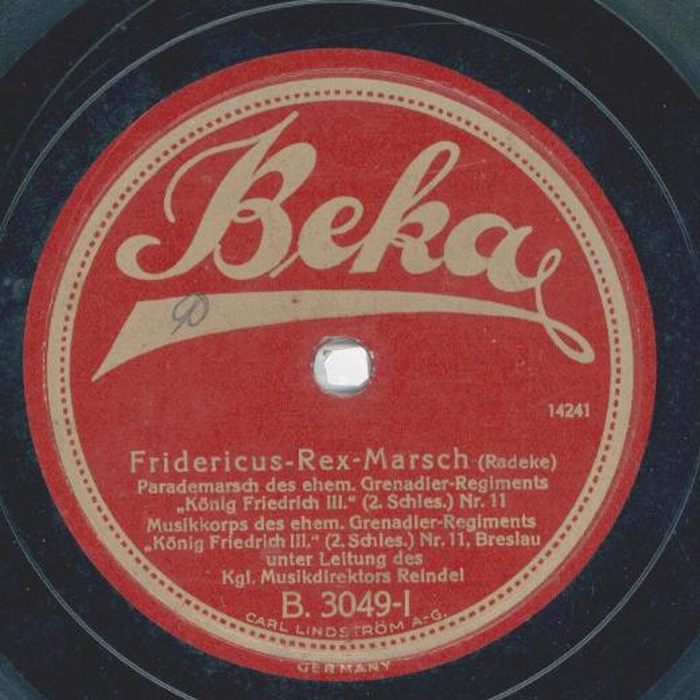 Beka
14241
Fridericus-Rex-Marsch (Radeke)
Parademarsch des ehem. Grenadier-Regiments
„König Friedrich III.“ (2. Schles.) Nr. 11
Musikkorps des ehem. Grenadier-Regiments
„König Friedrich III.“ (2. Schles.) Nr. 11, Breslau
unter Leitung des
Kgl. Musikdirektors Reindel
B. 3049-I
CARL LINDSTRÖM A-G.
GERMANY